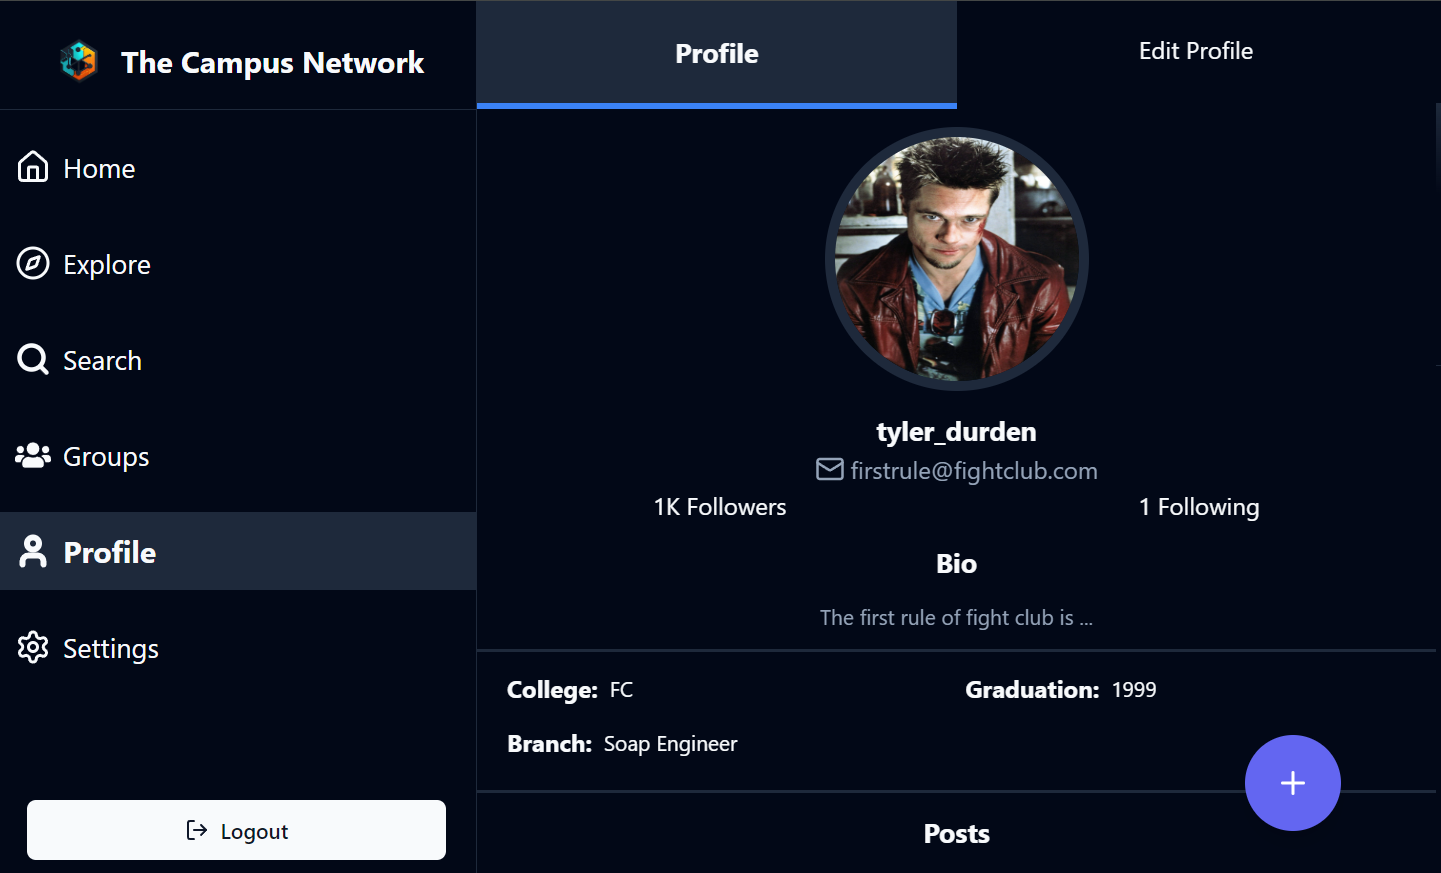 The Campus Network
Home
Explore
Search
Groups
Profile
Settings
Logout
Profile
Edit Profile
tyler_durden
firstrule@fightclub.com
1K Followers
1 Following
Bio
The first rule of fight club is ...
College: FC
Graduation: 1999
Branch: Soap Engineer
Posts